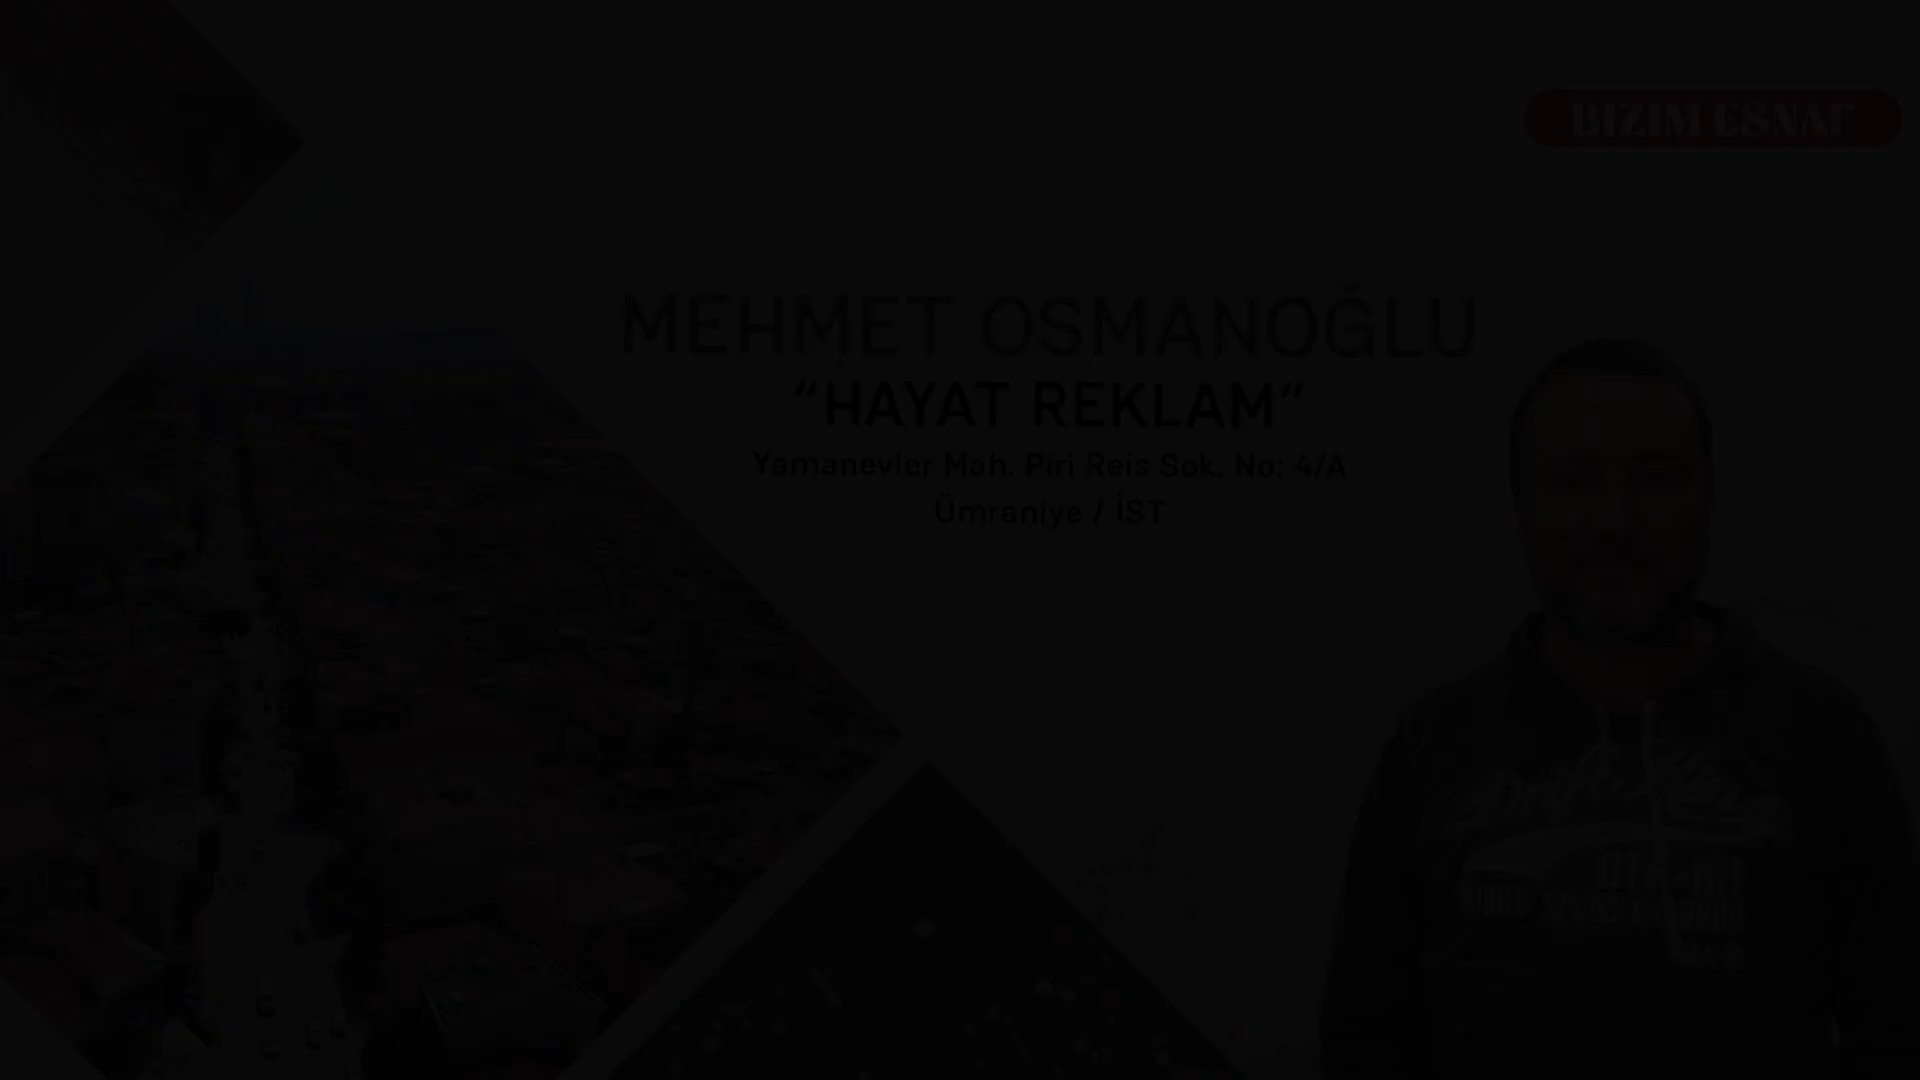 BİZİM ESNAF
MEHMET OSMANOĞLU
“HAYAT REKLAM”
Yamanevler Mah. Piri Reis Sok. No: 4/A
Ümraniye / İST